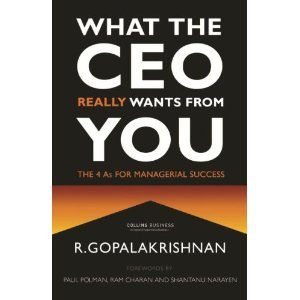 WHAT THE
CEO
REALLY WANTS FROM
YOU
THE 4 As FOR MANAGERIAL SUCCESS
COLLINS BUSINESS
R.GOPALAKRISHNAN
FOREWORDS BY
PAUL POLMAN, RAM CHARAN AND SHANTANU NARAYEN